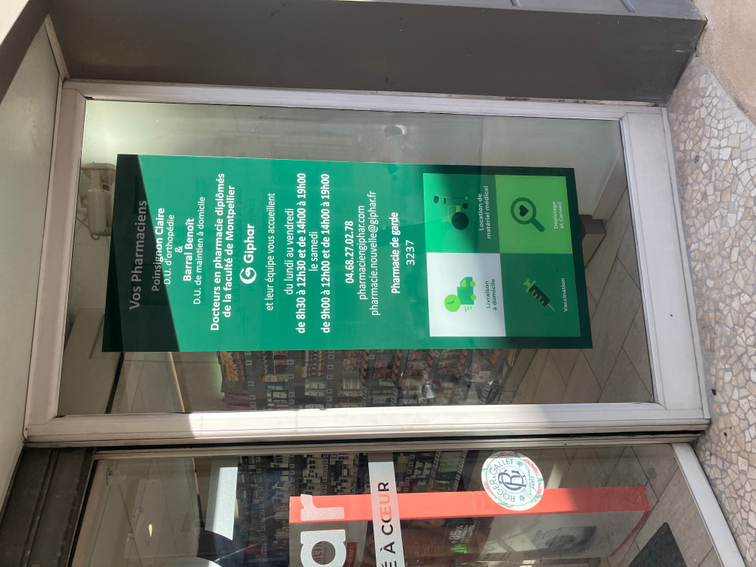 Vos Pharmaciens
Poinsignon Claire
D.U. d'orthopédie
&
Barral Benoît
D.U. de maintien à domicile
Docteurs en pharmacie diplômés
de la faculté de Montpellier
Giphar
et leur équipe vous accueillent
du lundi au vendredi
de 8h30 à 12h30 et de 14h00 à 19h00
le samedi
de 9h00 à 12h00 et de 14h00 à 19h00
04.68.27.02.78
pharmaciengiphar.com
pharmacie.nouvelle@giphar.fr
Pharmacie de garde
3237
Livraison
à domicile
Location de
matériel médical
Vaccination
Dépistage
et Conseil
ar
É À CŒUR
ROGER & GALLET